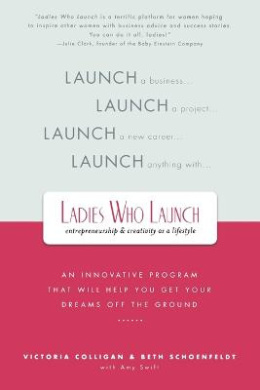 "Ladies Who Launch is a terrific platform for women hoping
to inspire other women with business advice and success stories.
You can do it all, ladies!"
—Julie Clark, founder of the Baby Einstein Company
LAUNCH a business...
LAUNCH a project...
LAUNCH a new career...
LAUNCH anything with...
LADIES WHO LAUNCH
entrepreneurship & creativity as a lifestyle
AN INNOVATIVE PROGRAM
THAT WILL HELP YOU GET YOUR
DREAMS OFF THE GROUND
......
VICTORIA COLLIGAN & BETH SCHOENFELDT
with Amy Swift